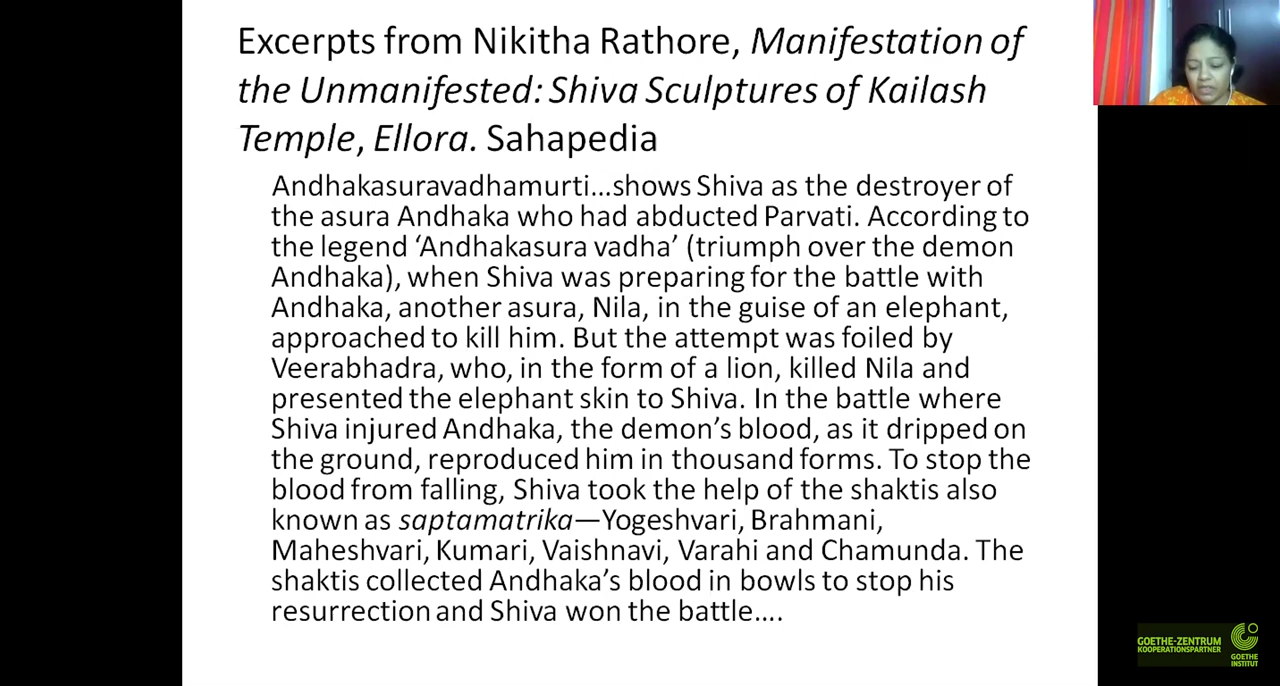 Excerpts from Nikitha Rathore, Manifestation of
the Unmanifested: Shiva Sculptures of Kailash
Temple, Ellora. Sahapedia
Andhakasuravadhamurti...shows Shiva as the destroyer of
the asura Andhaka who had abducted Parvati. According to
the legend ‘Andhakasura vadha’ (triumph over the demon
Andhaka), when Shiva was preparing for the battle with
Andhaka, another asura, Nila, in the guise of an elephant,
approached to kill him. But the attempt was foiled by
Veerabhadra, who, in the form of a lion, killed Nila and
presented the elephant skin to Shiva. In the battle where
Shiva injured Andhaka, the demon’s blood, as it dripped on
the ground, reproduced him in thousand forms. To stop the
blood from falling, Shiva took the help of the shaktis also
known as saptamatrika—Yogeshvari, Brahmani,
Maheshvari, Kumari, Vaishnavi, Varahi and Chamunda. The
shaktis collected Andhaka’s blood in bowls to stop his
resurrection and Shiva won the battle....
GOETHE-ZENTRUM
KOOPERATIONSPARTNER
GOETHE
INSTITUT